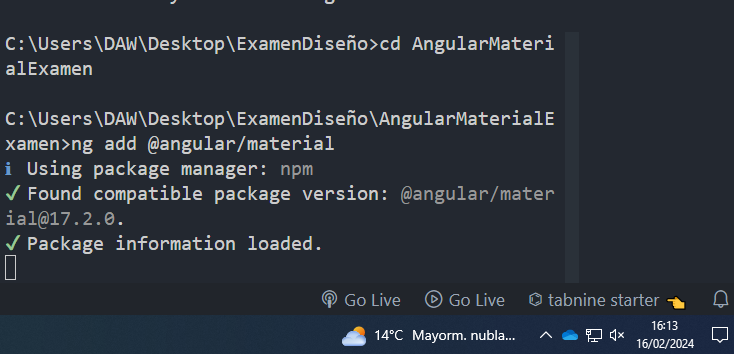 C:\Users\DAW\Desktop\ExamenDiseño>cd AngularMateri
alExamen
C:\Users\DAW\Desktop\ExamenDiseño\AngularMaterialE
xamen>ng add @angular/material
ℹ Using package manager: npm
✔ Found compatible package version: @angular/mater
ial@17.2.0.
✔ Package information loaded.
Go Live Go Live tabnine starter 👈
14°C Mayorm. nubla... 16:13
16/02/2024